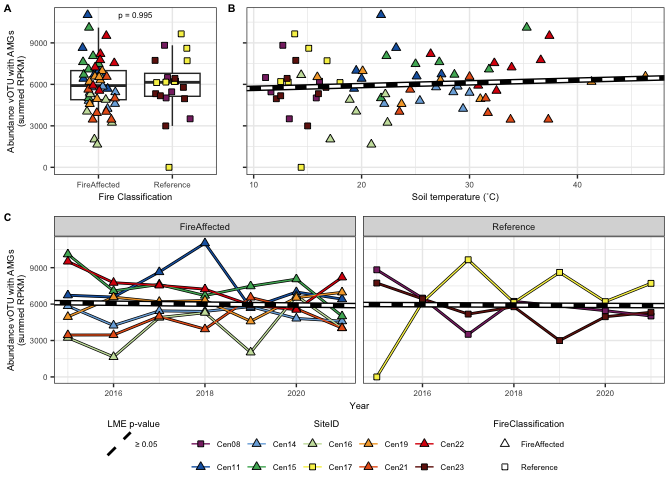 A
B
p = 0.995
Abundance vOTU with AMGs
(summed RPKM)
9000
6000
3000
0
FireAffected
Reference
Fire Classification
10
20
30
40
Soil temperature (˚C)
C
FireAffected
Reference
Abundance vOTU with AMGs
(summed RPKM)
9000
6000
3000
0
2016
2018
2020
2016
2018
2020
Year
LME p-value
≥ 0.05
SiteID
Cen08
Cen14
Cen16
Cen19
Cen22
Cen11
Cen15
Cen17
Cen21
Cen23
FireClassification
FireAffected
Reference